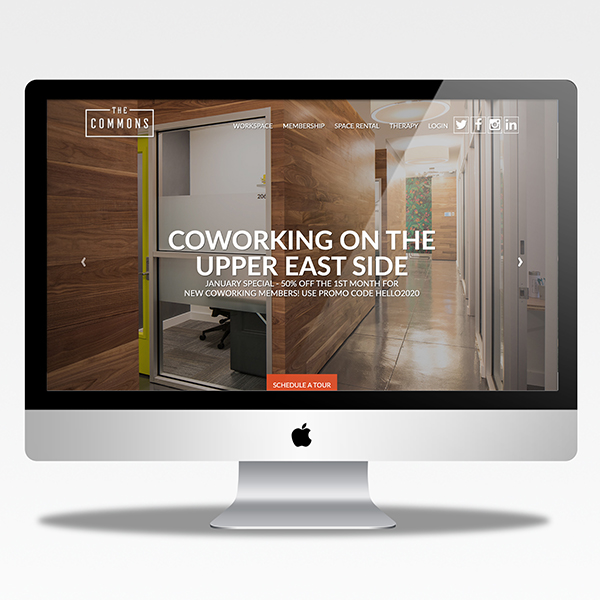 THE
COMMONS
WORKSPACE MEMBERSHIP SPACE RENTAL THERAPY LOGIN
206
COWORKING ON THE
UPPER EAST SIDE
JANUARY SPECIAL - 50% OFF THE 1ST MONTH FOR
NEW COWORKING MEMBERS! USE PROMO CODE HELLO2020
SCHEDULE A TOUR